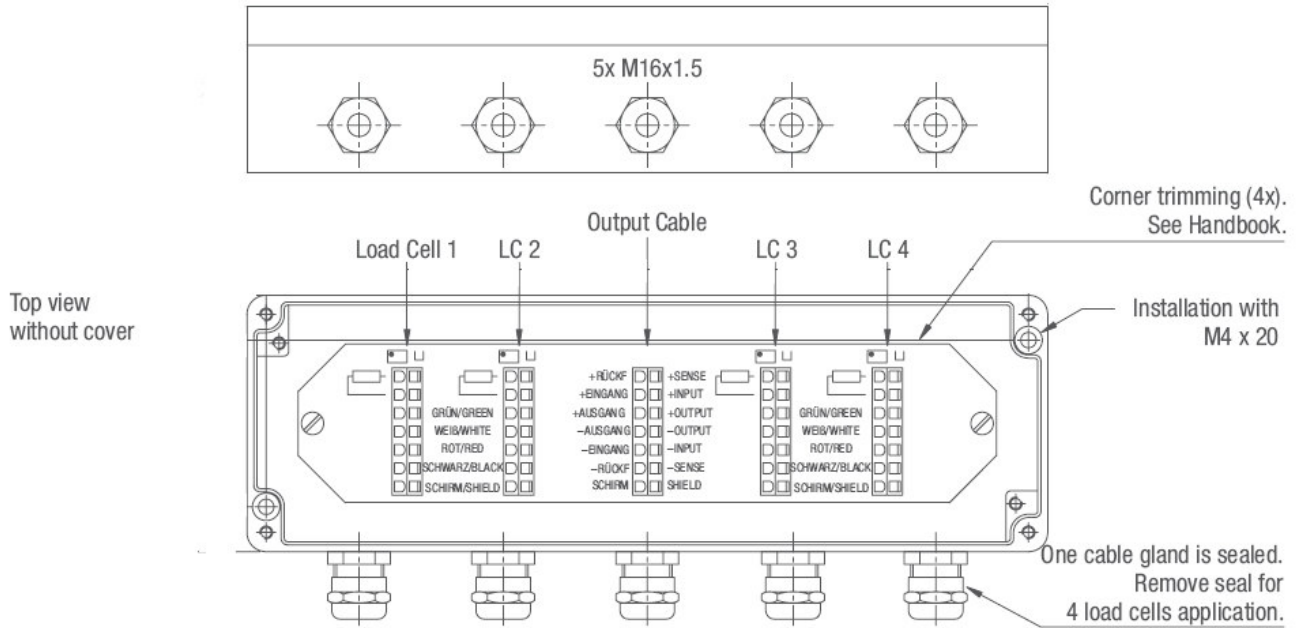 5x M16x1.5
Corner trimming (4x).
See Handbook.
Output Cable
Load Cell 1
LC 2
LC 3
LC 4
Top view
without cover
Installation with
M4 x 20
+RÜCKF +SENSE
+EINGANG +INPUT
GRÜN/GREEN +AUSGANG +OUTPUT GRÜN/GREEN
WEIß/WHITE -AUSGANG -OUTPUT WEIß/WHITE
ROT/RED -EINGANG -INPUT ROT/RED
SCHWARZ/BLACK -RÜCKF -SENSE SCHWARZ/BLACK
SCHIRM/SHIELD SCHIRM SHIELD SCHIRM/SHIELD
One cable gland is sealed.
Remove seal for
4 load cells application.